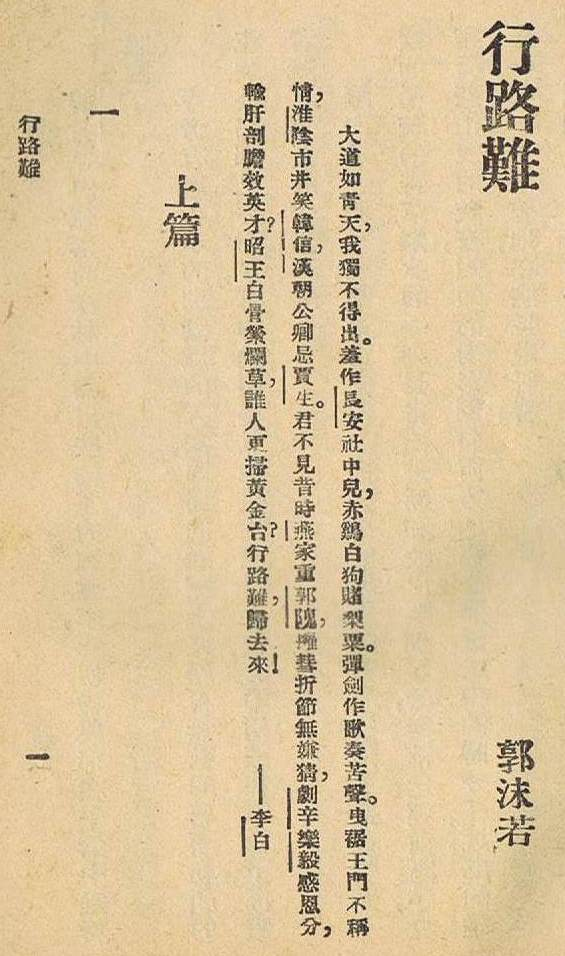 行路難
郭沫若
大道如青天，我獨不得出。羞作長安社中兒，赤鷄白狗賭梨栗。彈劍作歌奏苦聲。曳裾王門不稱
情，淮陰市井笑韓信，漢朝公卿忌賈生。君不見昔時燕家重郭隗，擁彗折節無嫌猜，劇辛樂毅感恩分，
輸肝剖膽效英才？昭王白骨縈爛草，誰人更掃黃金台？行路難，歸去來！
——李白
上篇
一
行路難
一